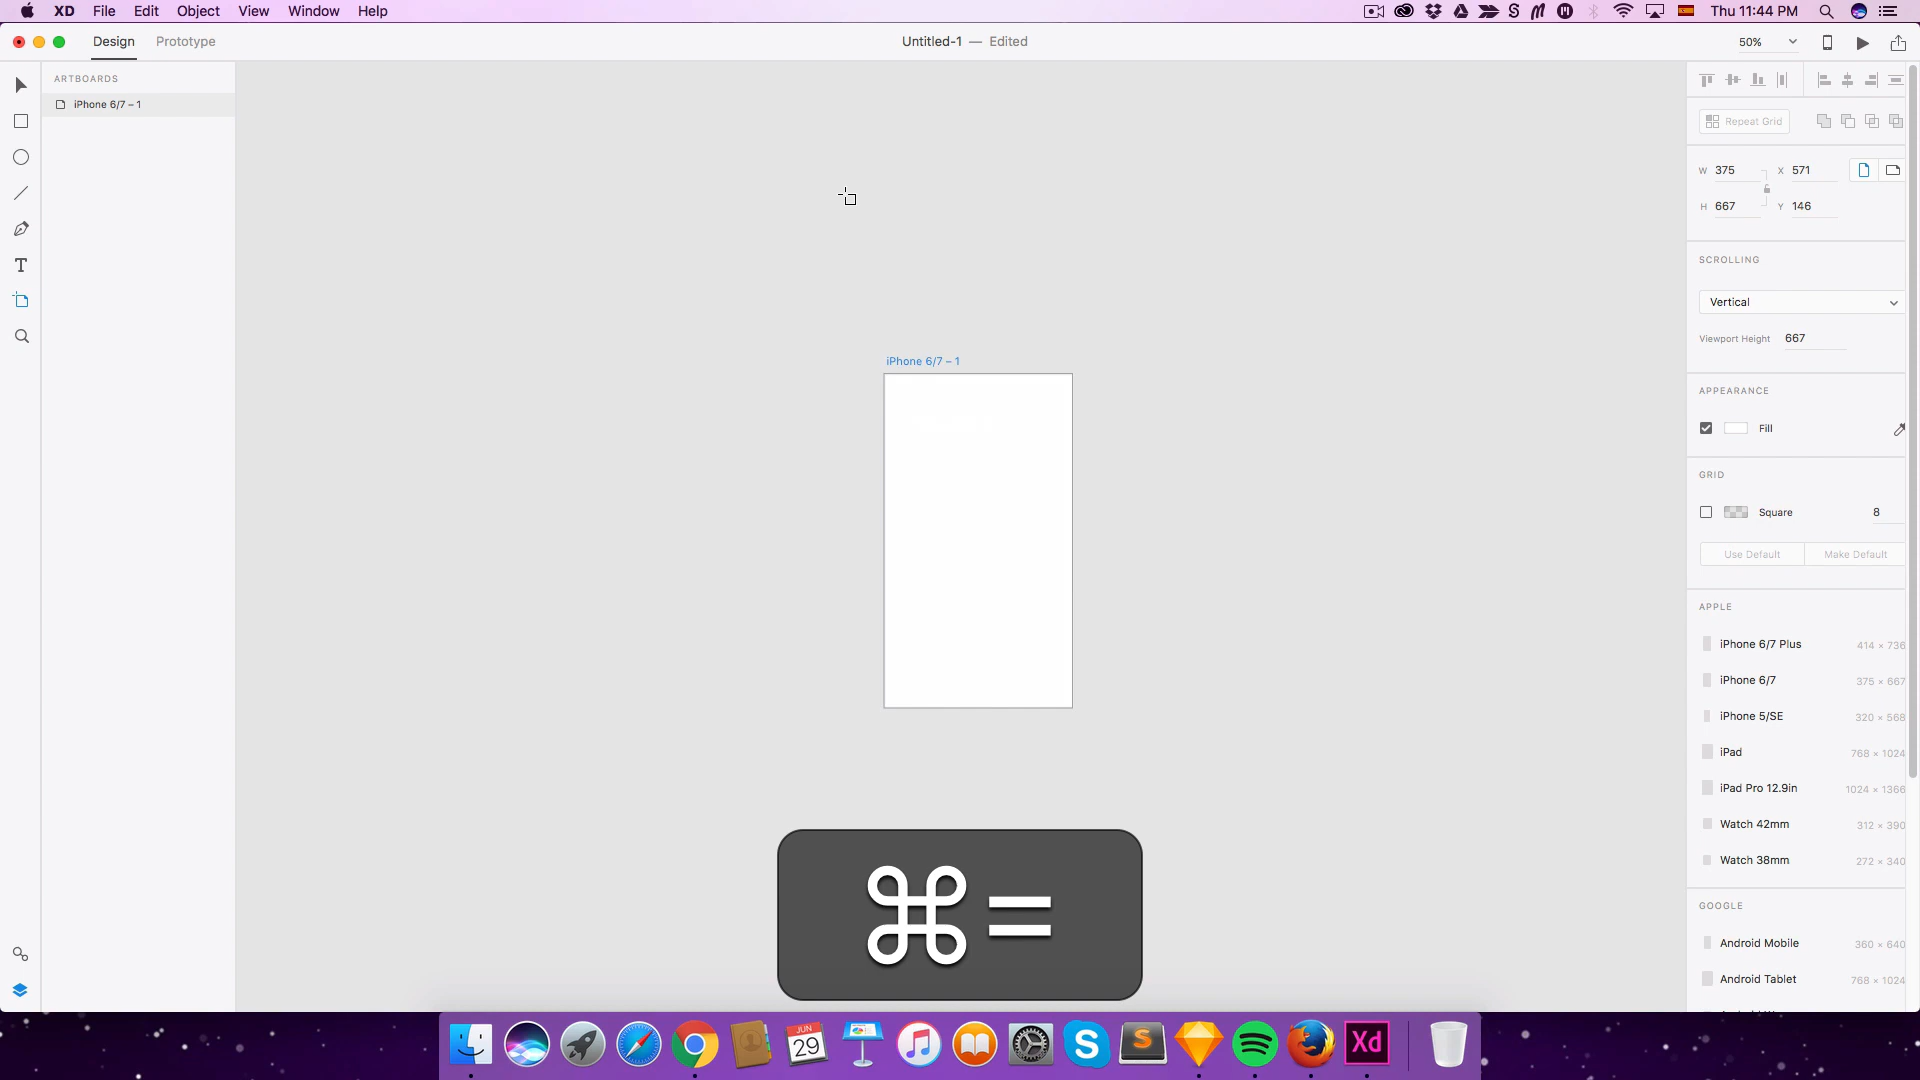 XD File Edit Object View Window Help
Thu 11:44 PM
Design Prototype
Untitled-1 — Edited
50%
ARTBOARDS
iPhone 6/7 – 1
iPhone 6/7 – 1
Repeat Grid
W 375 X 571
H 667 Y 146
SCROLLING
Vertical
Viewport Height 667
APPEARANCE
Fill
GRID
Square 8
Use Default Make Default
APPLE
iPhone 6/7 Plus 414 × 736
iPhone 6/7 375 × 667
iPhone 5/SE 320 × 568
iPad 768 × 1024
iPad Pro 12.9in 1024 × 1366
Watch 42mm 312 × 390
Watch 38mm 272 × 340
GOOGLE
Android Mobile 360 × 640
Android Tablet 768 × 1024
⌘=
JUN
29
S
S
Xd